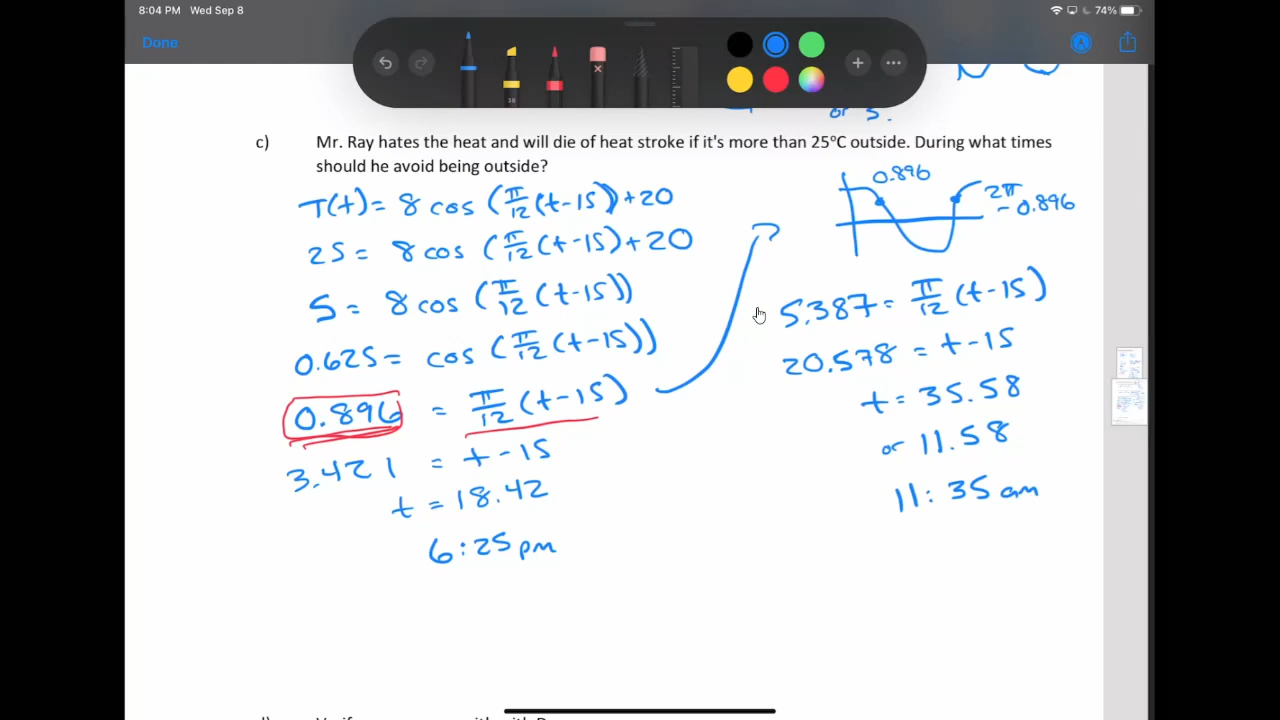 8:04 PM Wed Sep 8
74%
Done
or 5.
c) Mr. Ray hates the heat and will die of heat stroke if it's more than 25°C outside. During what times
should he avoid being outside?
T(t) = 8 cos (π/12 (t-15)) + 20
25 = 8 cos (π/12 (t-15) + 20
5 = 8 cos (π/12 (t-15))
0.625 = cos (π/12 (t-15))
0.896 = π/12 (t-15)
3.421 = t-15
t = 18.42
6:25 pm
0.896
2π
- 0.896
5.387 = π/12 (t-15)
20.578 = t-15
t = 35.58
or 11.58
11:35 am